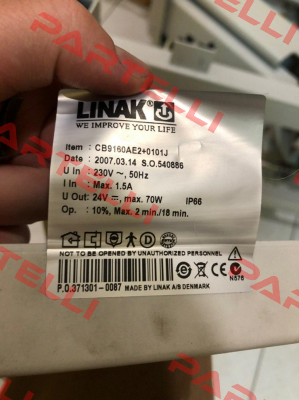 LINAK
WE IMPROVE YOUR LIFE
Item : CB9160AE2+0101J
Date : 2007.03.14 S.O.540886
U In : 230V ~, 50Hz
I In : Max. 1.5A
U Out: 24V ⎓, max. 70W IP66
Op. : 10%, Max. 2 min./18 min.
NOT TO BE OPENED BY UNAUTHORIZED PERSONNEL
N576
P.O.371301-0087 MADE BY LINAK A/S DENMARK
PARTELLI
PARTELLI
PARTELLI